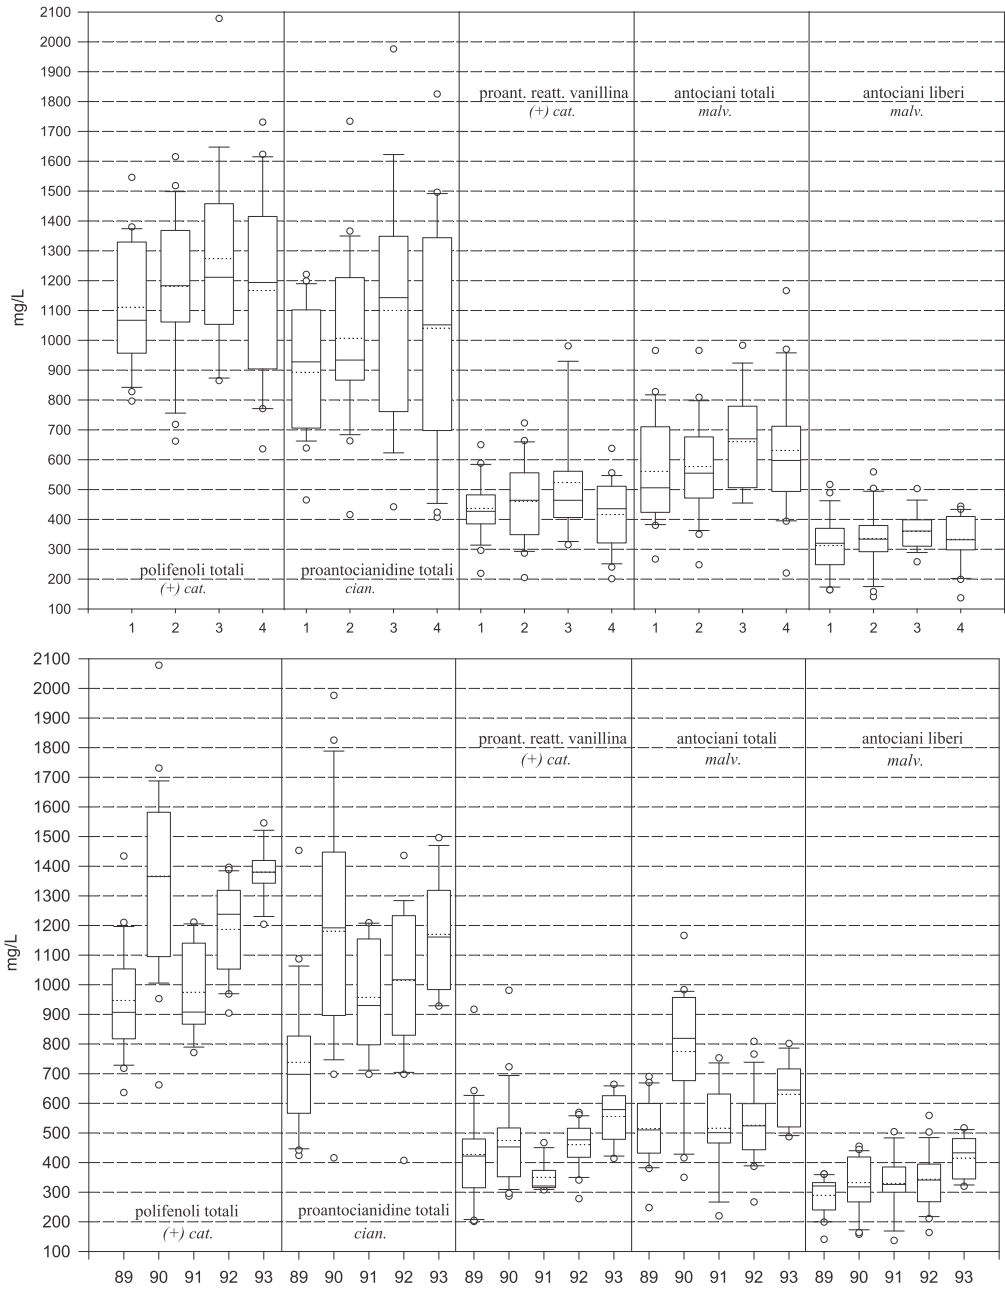 2100
2000
1900
1800
1700
1600
1500
1400
1300
1200
1100
1000
900
800
700
600
500
400
300
200
100
mg/L
proant. reatt. vanillina
(+) cat.
antociani totali
malv.
antociani liberi
malv.
polifenoli totali
(+) cat.
proantocianidine totali
cian.
1 2 3 4 1 2 3 4 1 2 3 4 1 2 3 4 1 2 3 4
2100
2000
1900
1800
1700
1600
1500
1400
1300
1200
1100
1000
900
800
700
600
500
400
300
200
100
mg/L
proant. reatt. vanillina
(+) cat.
antociani totali
malv.
antociani liberi
malv.
polifenoli totali
(+) cat.
proantocianidine totali
cian.
89 90 91 92 93 89 90 91 92 93 89 90 91 92 93 89 90 91 92 93 89 90 91 92 93